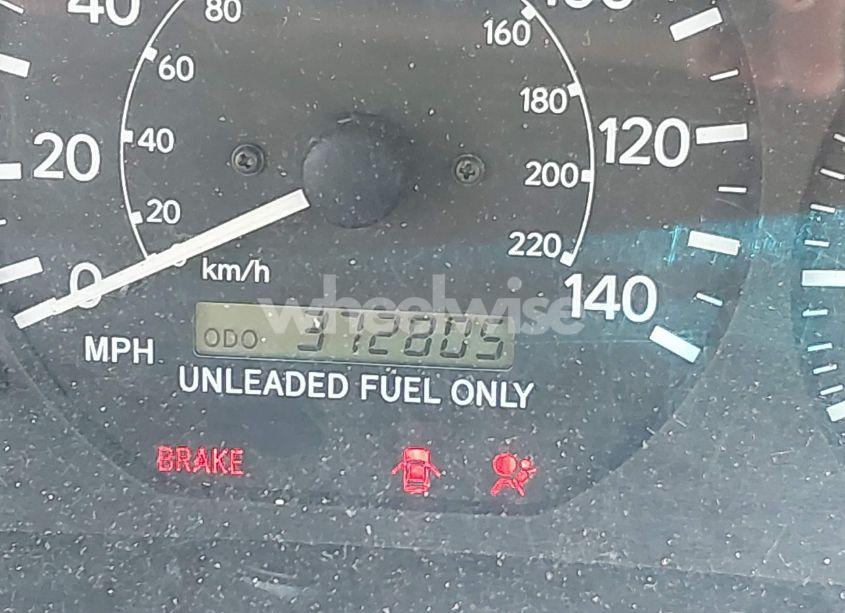 40 80 160
60 180
20 40 200 120
20 220
0 0 km/h 140
MPH ODO 372805
wheelwise
UNLEADED FUEL ONLY
BRAKE